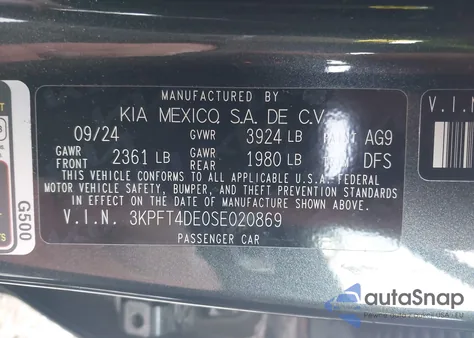 MANUFACTURED BY
KIA MEXICO, S.A. DE C.V.
09/24 GVWR 3924 LB PAINT AG9
GAWR FRONT 2361 LB GAWR REAR 1980 LB DFS
THIS VEHICLE CONFORMS TO ALL APPLICABLE U.S.A. FEDERAL
MOTOR VEHICLE SAFETY, BUMPER, AND THEFT PREVENTION STANDARDS
IN EFFECT ON THE DATE OF MANUFACTURE SHOWN ABOVE.
V.I.N. 3KPFT4DE0SE020869
PASSENGER CAR
G500
V.I.N
autaSnap